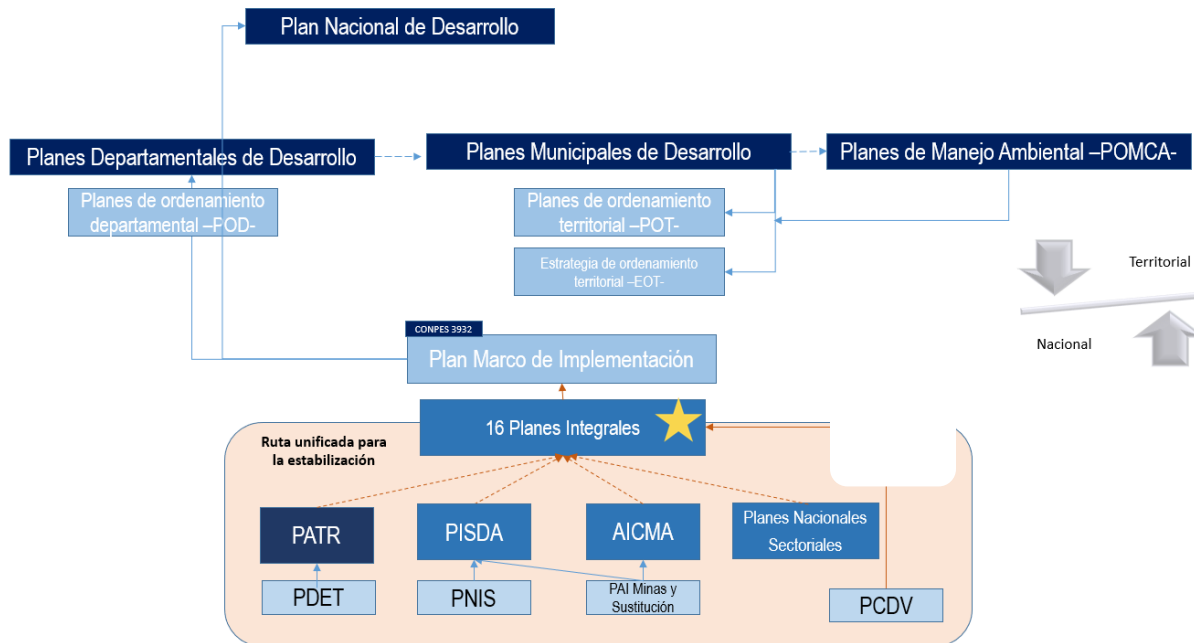 Plan Nacional de Desarrollo
Planes Departamentales de Desarrollo
Planes Municipales de Desarrollo
Planes de Manejo Ambiental –POMCA-
Planes de ordenamiento
departamental –POD-
Planes de ordenamiento
territorial –POT-
Estrategia de ordenamiento
territorial –EOT-
Territorial
Nacional
CONPES 3932
Plan Marco de Implementación
16 Planes Integrales
Ruta unificada para
la estabilización
PATR
PISDA
AICMA
Planes Nacionales
Sectoriales
PDET
PNIS
PAI Minas y
Sustitución
PCDV